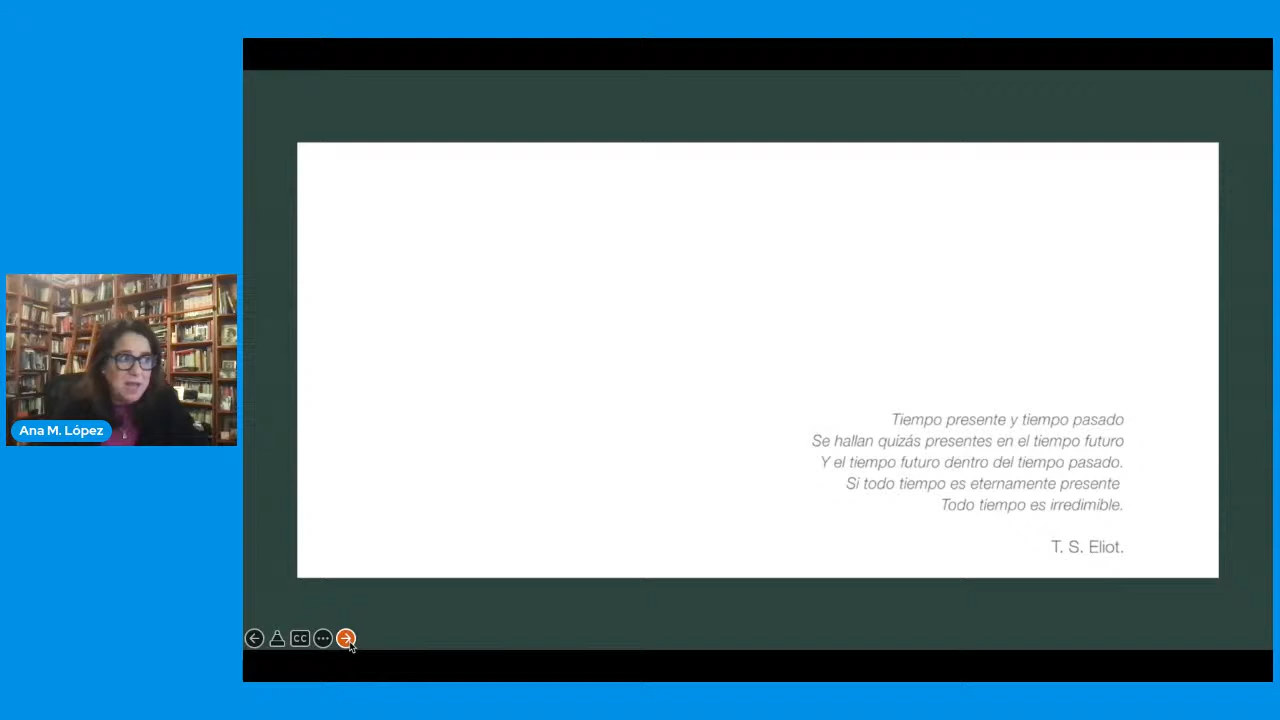 Ana M. López
Tiempo presente y tiempo pasado
Se hallan quizás presentes en el tiempo futuro
Y el tiempo futuro dentro del tiempo pasado.
Si todo tiempo es eternamente presente
Todo tiempo es irredimible.
T. S. Eliot.
CC